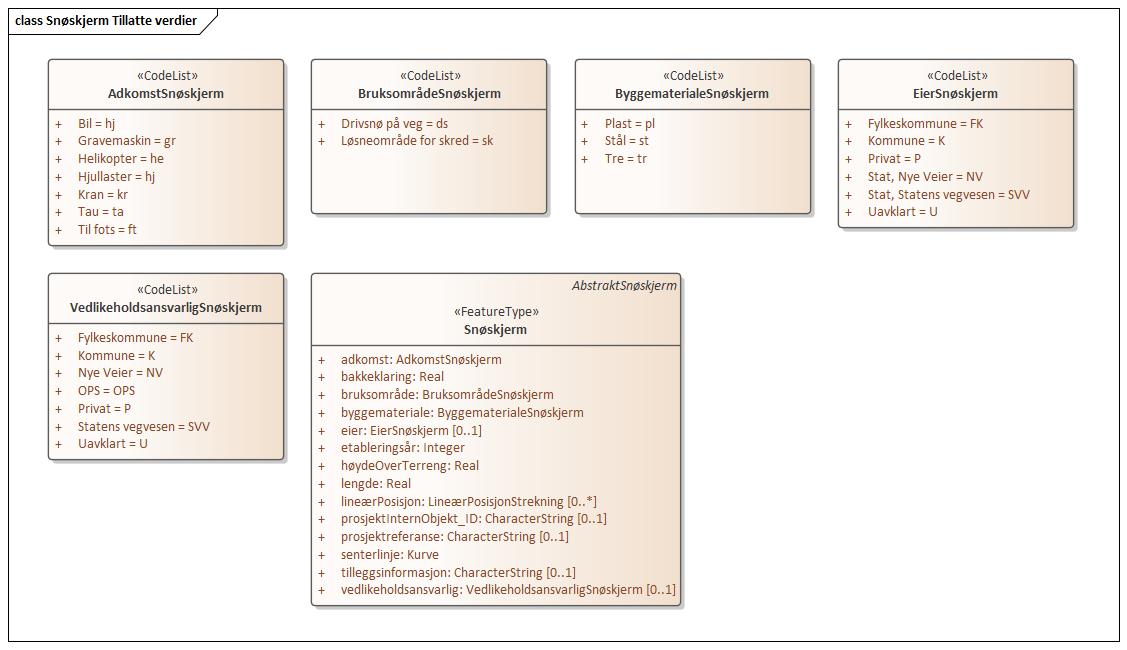 class Snøskjerm Tillatte verdier
«CodeList»
AdkomstSnøskjerm
+ Bil = hj
+ Gravemaskin = gr
+ Helikopter = he
+ Hjullaster = hj
+ Kran = kr
+ Tau = ta
+ Til fots = ft
«CodeList»
BruksområdeSnøskjerm
+ Drivsnø på veg = ds
+ Løsneområde for skred = sk
«CodeList»
ByggematerialeSnøskjerm
+ Plast = pl
+ Stål = st
+ Tre = tr
«CodeList»
EierSnøskjerm
+ Fylkeskommune = FK
+ Kommune = K
+ Privat = P
+ Stat, Nye Veier = NV
+ Stat, Statens vegvesen = SVV
+ Uavklart = U
«CodeList»
VedlikeholdsansvarligSnøskjerm
+ Fylkeskommune = FK
+ Kommune = K
+ Nye Veier = NV
+ OPS = OPS
+ Privat = P
+ Statens vegvesen = SVV
+ Uavklart = U
AbstraktSnøskjerm
«FeatureType»
Snøskjerm
+ adkomst: AdkomstSnøskjerm
+ bakkeklaring: Real
+ bruksområde: BruksområdeSnøskjerm
+ byggemateriale: ByggematerialeSnøskjerm
+ eier: EierSnøskjerm [0..1]
+ etableringsår: Integer
+ høydeOverTerreng: Real
+ lengde: Real
+ lineærPosisjon: LineærPosisjonStrekning [0..*]
+ prosjektInternObjekt_ID: CharacterString [0..1]
+ prosjektreferanse: CharacterString [0..1]
+ senterlinje: Kurve
+ tilleggsinformasjon: CharacterString [0..1]
+ vedlikeholdsansvarlig: VedlikeholdsansvarligSnøskjerm [0..1]